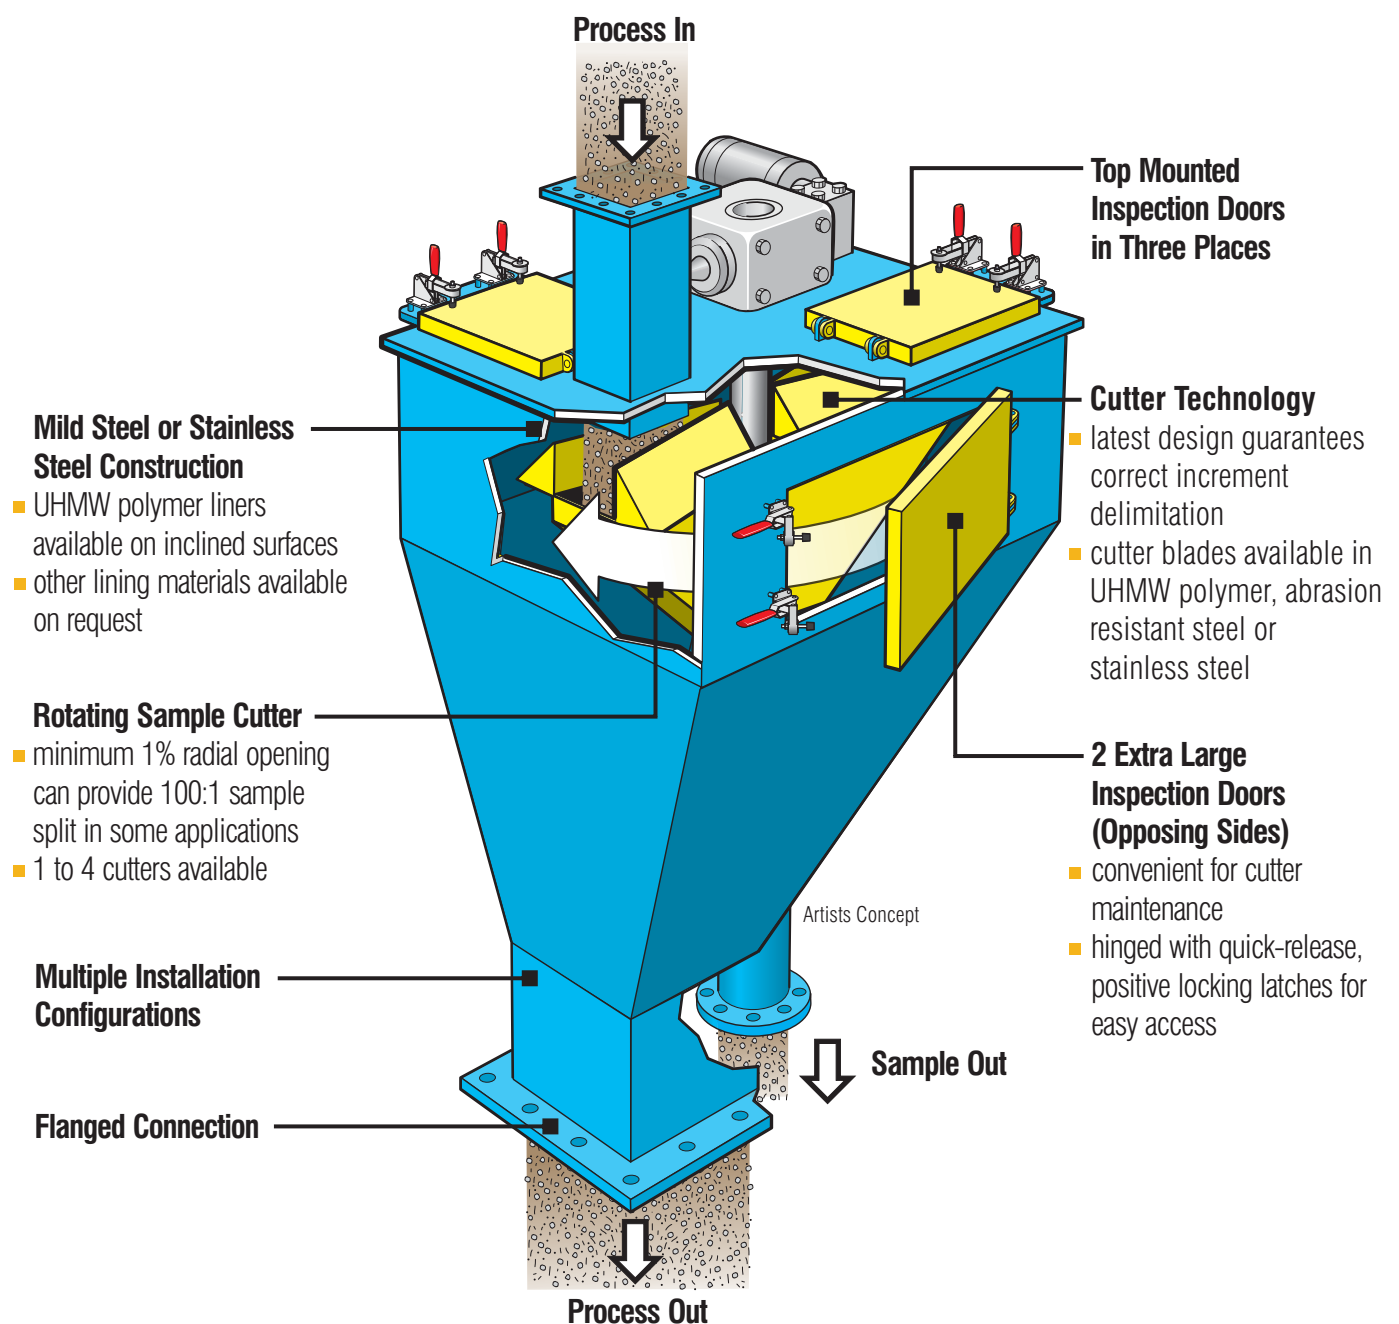 Process In
Top Mounted
Inspection Doors
in Three Places
Mild Steel or Stainless
Steel Construction
UHMW polymer liners
available on inclined surfaces
other lining materials available
on request
Cutter Technology
latest design guarantees
correct increment
delimitation
cutter blades available in
UHMW polymer, abrasion
resistant steel or
stainless steel
Rotating Sample Cutter
minimum 1% radial opening
can provide 100:1 sample
split in some applications
1 to 4 cutters available
2 Extra Large
Inspection Doors
(Opposing Sides)
convenient for cutter
maintenance
hinged with quick-release,
positive locking latches for
easy access
Artists Concept
Multiple Installation
Configurations
Sample Out
Flanged Connection
Process Out